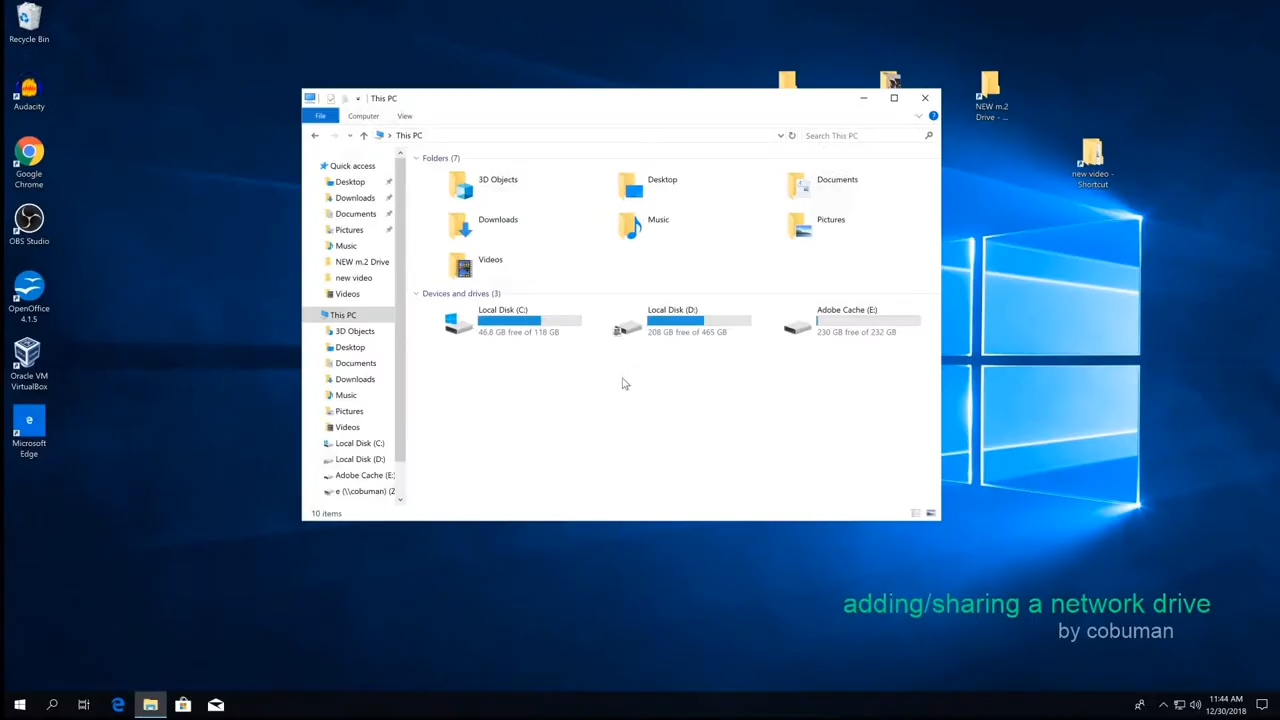 Recycle Bin
Audacity
Google
Chrome
OBS Studio
OpenOffice
4.1.5
Oracle VM
VirtualBox
Microsoft
Edge
NEW m.2
Drive - ...
new video -
Shortcut
This PC
File
Computer
View
This PC
Search This PC
Quick access
Desktop
Downloads
Documents
Pictures
Music
NEW m.2 Drive
new video
Videos
This PC
3D Objects
Desktop
Documents
Downloads
Music
Pictures
Videos
Local Disk (C:)
Local Disk (D:)
Adobe Cache (E:
e (\\cobuman) (Z
Folders (7)
3D Objects
Desktop
Documents
Downloads
Music
Pictures
Videos
Devices and drives (3)
Local Disk (C:)
46.8 GB free of 118 GB
Local Disk (D:)
208 GB free of 465 GB
Adobe Cache (E:)
230 GB free of 232 GB
10 items
adding/sharing a network drive
by cobuman
11:44 AM
12/30/2018